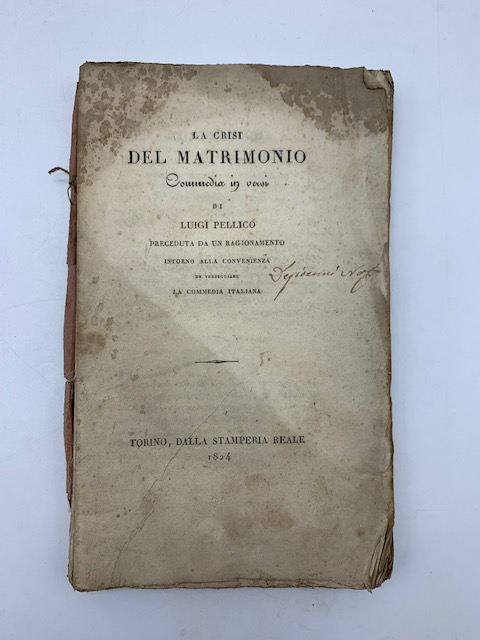 LA CRISI
DEL MATRIMONIO
Commedia in versi
DI
LUIGI PELLICO
PRECEDUTA DA UN RAGIONAMENTO
INTORNO ALLA CONVENIENZA
DI VERSEGGIARE
LA COMMEDIA ITALIANA
TORINO, DALLA STAMPERIA REALE
1824